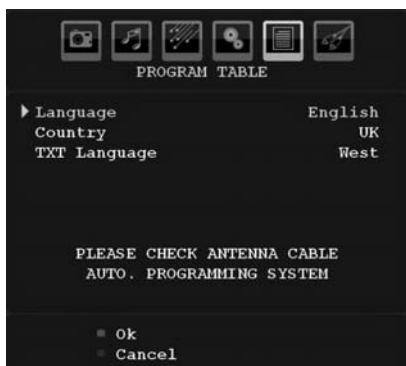 PROGRAM TABLE
Language English
Country UK
TXT Language West
PLEASE CHECK ANTENNA CABLE
AUTO. PROGRAMMING SYSTEM
Ok
Cancel